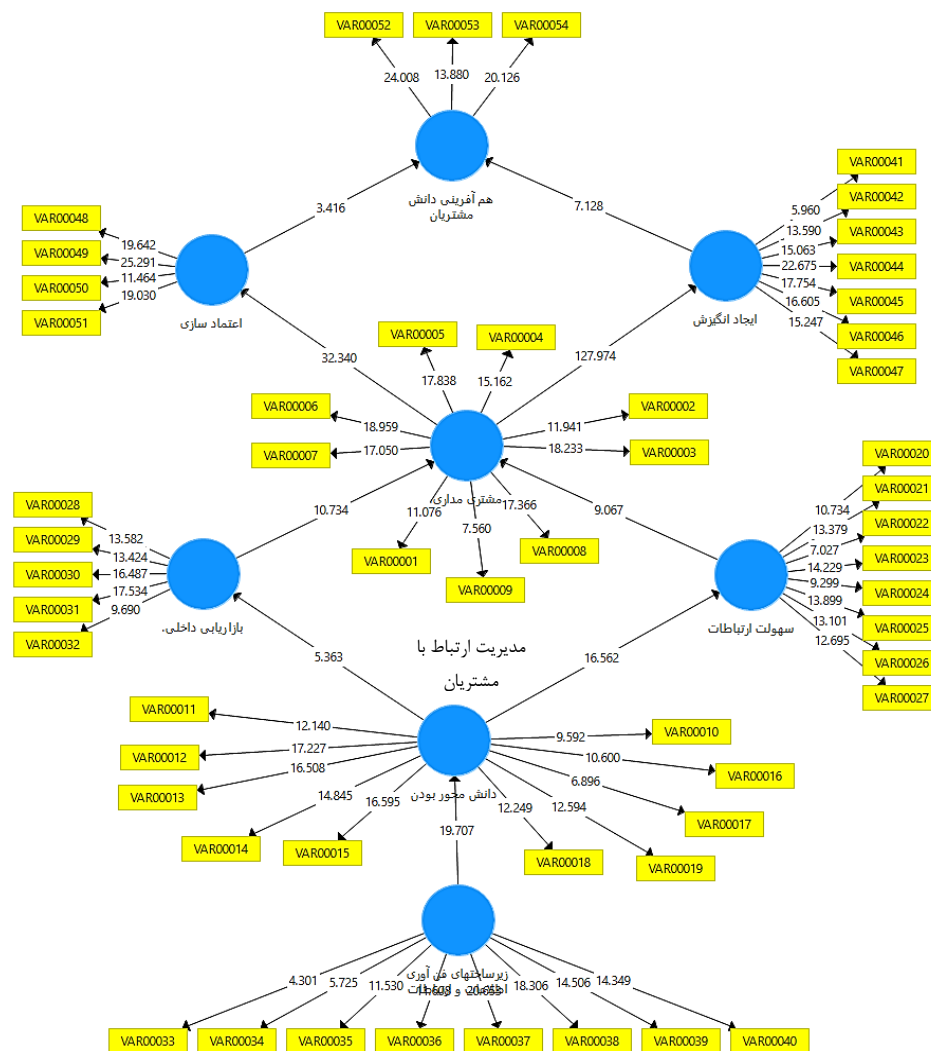 VAR00052 VAR00053 VAR00054
24.008 13.880 20.126
هم آفرینی دانش
مشتریان
3.416 7.128
VAR00048
VAR00049
VAR00050
VAR00051
19.642
25.291
11.464
19.030
اعتماد سازی
VAR00041
VAR00042
VAR00043
VAR00044
VAR00045
VAR00046
VAR00047
5.960
13.590
15.063
22.675
17.754
16.605
15.247
ایجاد انگیزش
32.340 127.974
VAR00005 VAR00004
17.838 15.162
VAR00006 VAR00002
18.959 11.941
VAR00007 VAR00003
17.050 18.233
مشتری مداری
11.076 7.560 17.366
VAR00001 VAR00009 VAR00008
10.734 9.067
VAR00028
VAR00029
VAR00030
VAR00031
VAR00032
13.582
13.424
16.487
17.534
9.690
بازاریابی داخلی.
VAR00020
VAR00021
VAR00022
VAR00023
VAR00024
VAR00025
VAR00026
VAR00027
10.734
13.379
7.027
14.229
9.299
13.899
13.101
12.695
سهولت ارتباطات
مدیریت ارتباط با
مشتریان
5.363 16.562
VAR00011 VAR00010
12.140 9.592
VAR00012 VAR00016
17.227 10.600
VAR00013 VAR00017
16.508 6.896
دانش محور بودن
14.845 16.595 12.249 12.594
VAR00014 VAR00015 VAR00018 VAR00019
19.707
زیرساختهای فن آوری
اطلاعات و ارتباطات
4.301 5.725 11.530 20.653 18.306 14.506 14.349
VAR00033 VAR00034 VAR00035 VAR00036 VAR00037 VAR00038 VAR00039 VAR00040